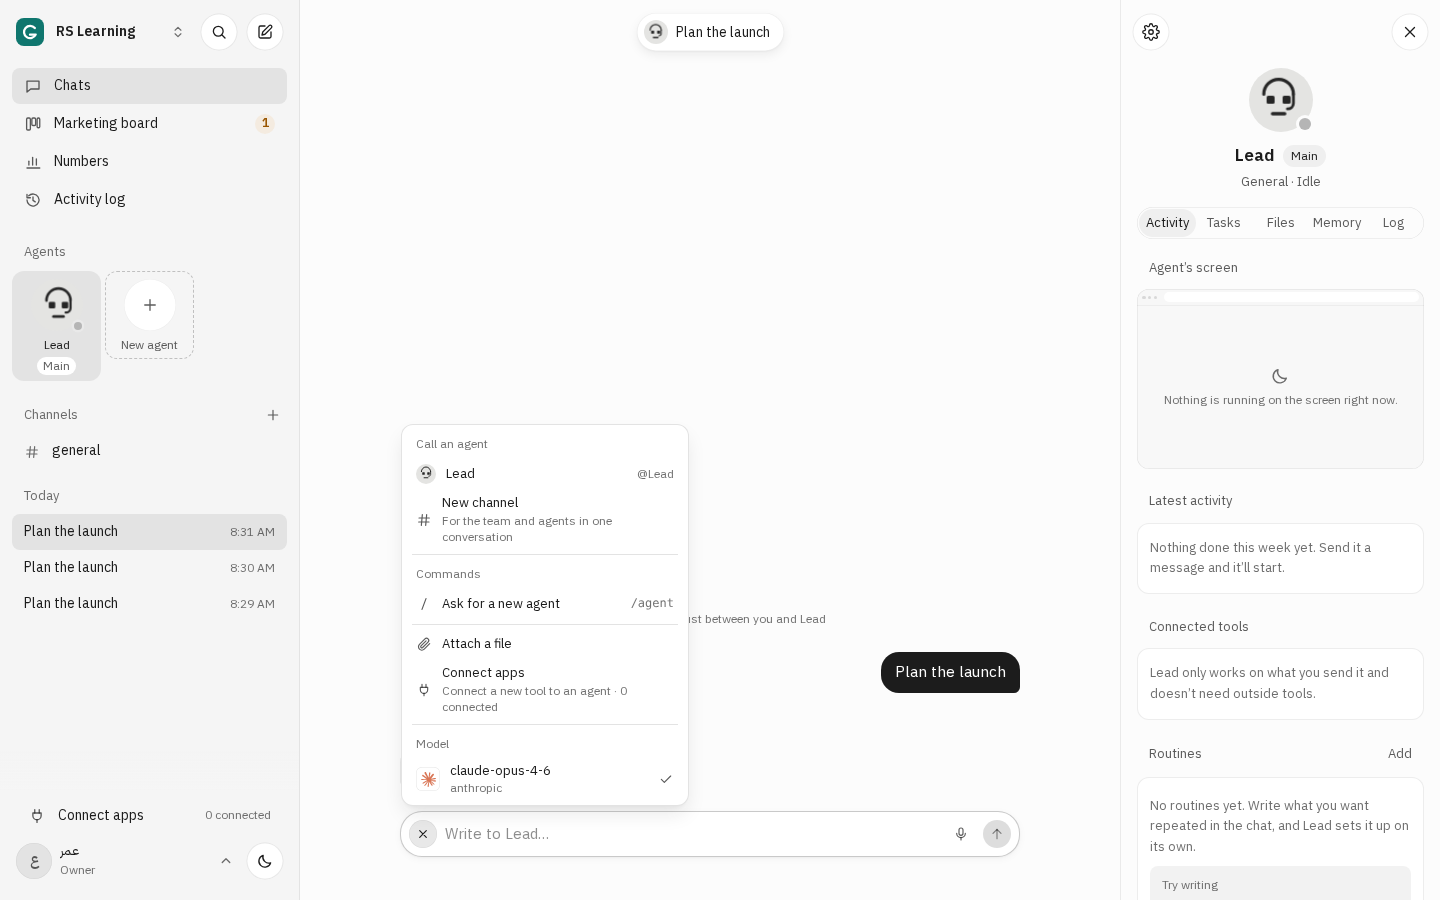 RS Learning
Chats
Marketing board
1
Numbers
Activity log
Agents
Lead
Main
New agent
Channels
general
Today
Plan the launch
8:31 AM
Plan the launch
8:30 AM
Plan the launch
8:29 AM
Connect apps
0 connected
ع
عمر
Owner
Plan the launch
Call an agent
Lead
@Lead
New channel
For the team and agents in one
conversation
Commands
/ Ask for a new agent
/agent
Attach a file
Connect apps
Connect a new tool to an agent · 0
connected
Model
claude-opus-4-6
anthropic
between you and Lead
Plan the launch
Write to Lead…
Lead
Main
General · Idle
Activity
Tasks
Files
Memory
Log
Agent’s screen
Nothing is running on the screen right now.
Latest activity
Nothing done this week yet. Send it a
message and it’ll start.
Connected tools
Lead only works on what you send it and
doesn’t need outside tools.
Routines
Add
No routines yet. Write what you want
repeated in the chat, and Lead sets it up on
its own.
Try writing